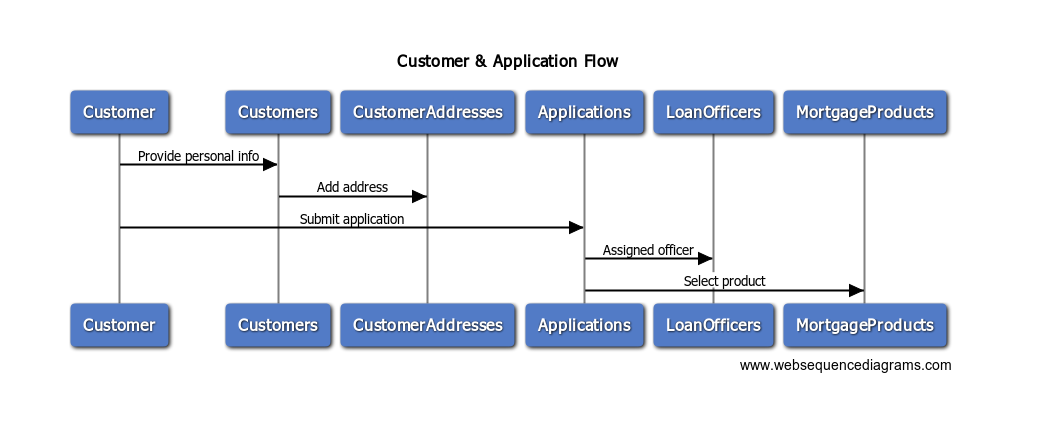 Customer & Application Flow
Customer Customers CustomerAddresses Applications LoanOfficers MortgageProducts
Provide personal info
Add address
Submit application
Assigned officer
Select product
Customer Customers CustomerAddresses Applications LoanOfficers MortgageProducts
www.websequencediagrams.com